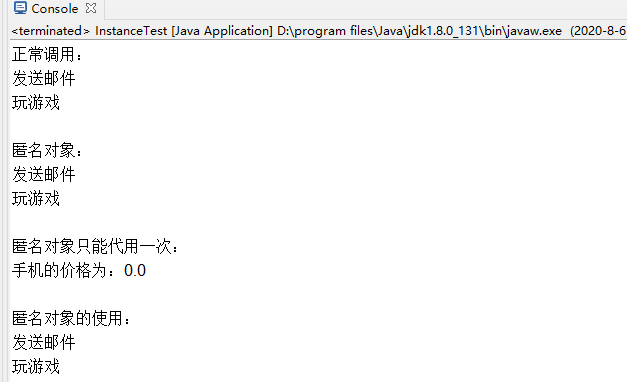 Console
<terminated> InstanceTest [Java Application] D:\program files\Java\jdk1.8.0_131\bin\javaw.exe (2020-8-6
正常调用：
发送邮件
玩游戏
匿名对象：
发送邮件
玩游戏
匿名对象只能代用一次：
手机的价格为：0.0
匿名对象的使用：
发送邮件
玩游戏